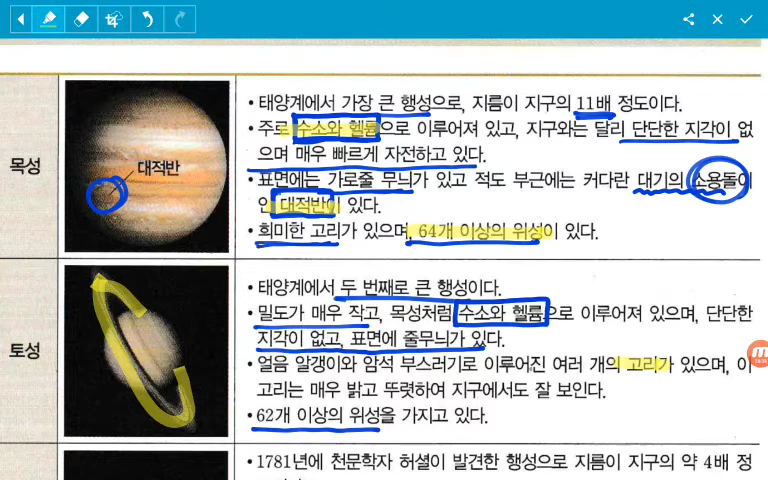 목성
대적반
• 태양계에서 가장 큰 행성으로, 지름이 지구의 11배 정도이다.
• 주로 수소와 헬륨으로 이루어져 있고, 지구와는 달리 단단한 지각이 없
으며 매우 빠르게 자전하고 있다.
• 표면에는 가로줄 무늬가 있고 적도 부근에는 커다란 대기의 소용돌이
인 대적반이 있다.
• 희미한 고리가 있으며, 64개 이상의 위성이 있다.
토성
• 태양계에서 두 번째로 큰 행성이다.
• 밀도가 매우 작고, 목성처럼 수소와 헬륨으로 이루어져 있으며, 단단한
지각이 없고, 표면에 줄무늬가 있다.
• 얼음 알갱이와 암석 부스러기로 이루어진 여러 개의 고리가 있으며, 이
고리는 매우 밝고 뚜렷하여 지구에서도 잘 보인다.
• 62개 이상의 위성을 가지고 있다.
• 1781년에 천문학자 허셜이 발견한 행성으로 지름이 지구의 약 4배 정